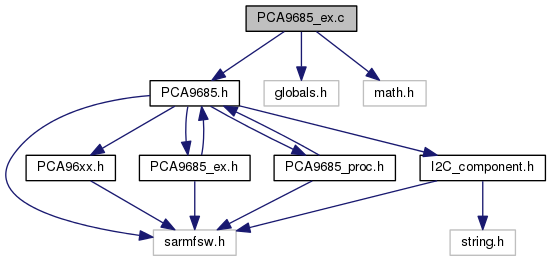 PCA9685_ex.c
PCA9685.h
globals.h
math.h
PCA96xx.h
PCA9685_ex.h
PCA9685_proc.h
I2C_component.h
sarmfsw.h
string.h